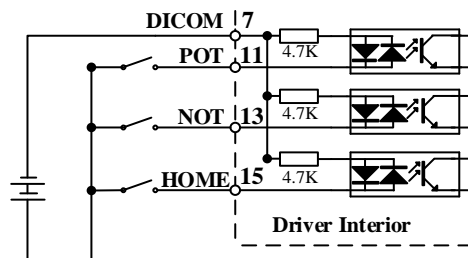 DICOM 7
4.7K
POT 11
NOT 13
4.7K
HOME 15
4.7K
Driver Interior